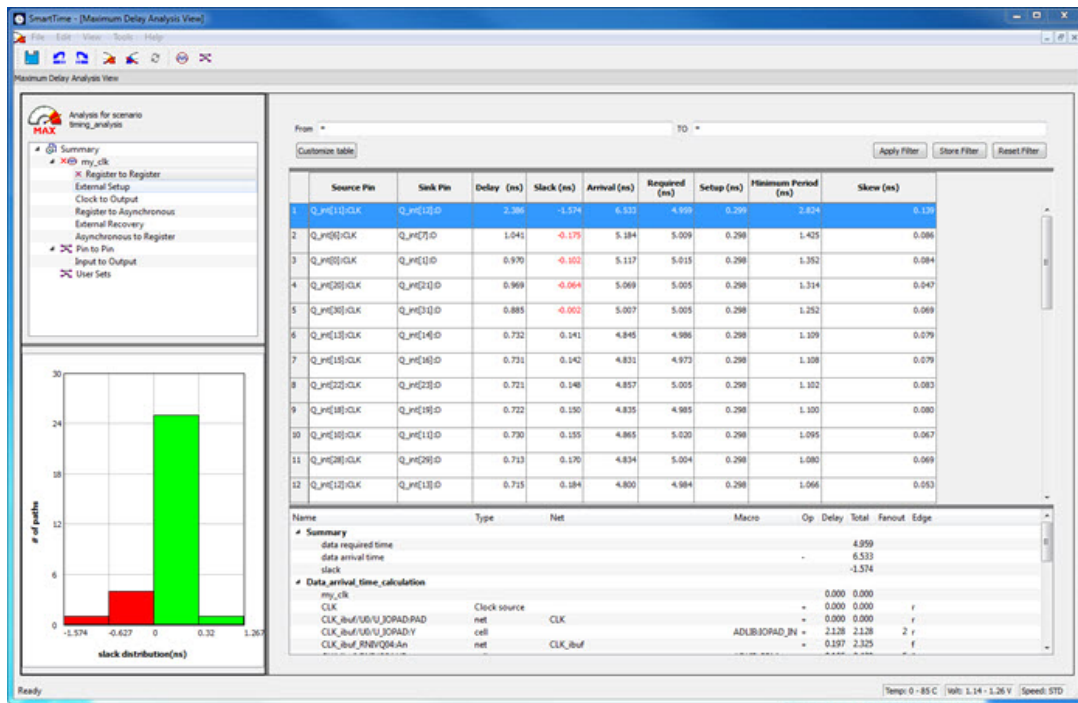 SmartTime - [Maximum Delay Analysis View]
File Edit View Tools Help
Maximum Delay Analysis View
Analysis for scenario
timing_analysis
MAX
Summary
my_clk
Register to Register
External Setup
Clock to Output
Register to Asynchronous
External Recovery
Asynchronous to Register
Pin to Pin
Input to Output
User Sets
# of paths
30
24
18
12
6
0
-1.574 -0.627 0 0.32 1.267
slack distribution(ns)
From * TO *
Customize table Apply Filter Store Filter Reset Filter
Source Pin Sink Pin Delay (ns) Slack (ns) Arrival (ns) Required (ns) Setup (ns) Minimum Period (ns) Skew (ns)
1 Q_int[11]:CLK Q_int[12]:D 2.386 -1.574 6.533 4.959 0.299 2.824 0.139
2 Q_int[6]:CLK Q_int[7]:D 1.041 -0.175 5.184 5.009 0.298 1.425 0.086
3 Q_int[0]:CLK Q_int[1]:D 0.970 -0.102 5.117 5.015 0.298 1.352 0.084
4 Q_int[20]:CLK Q_int[21]:D 0.969 -0.064 5.069 5.005 0.298 1.314 0.047
5 Q_int[30]:CLK Q_int[31]:D 0.885 -0.002 5.007 5.005 0.298 1.252 0.069
6 Q_int[13]:CLK Q_int[14]:D 0.732 0.141 4.845 4.986 0.298 1.109 0.079
7 Q_int[15]:CLK Q_int[16]:D 0.731 0.142 4.831 4.973 0.298 1.108 0.079
8 Q_int[22]:CLK Q_int[23]:D 0.721 0.148 4.857 5.005 0.298 1.102 0.083
9 Q_int[18]:CLK Q_int[19]:D 0.722 0.150 4.835 4.985 0.298 1.100 0.080
10 Q_int[10]:CLK Q_int[11]:D 0.730 0.155 4.865 5.020 0.298 1.095 0.067
11 Q_int[28]:CLK Q_int[29]:D 0.713 0.170 4.834 5.004 0.298 1.080 0.069
12 Q_int[12]:CLK Q_int[13]:D 0.715 0.184 4.800 4.984 0.298 1.066 0.053
Name Type Net Macro Op Delay Total Fanout Edge
Summary
data required time 4.959
data arrival time - 6.533
slack -1.574
Data_arrival_time_calculation
my_clk 0.000 0.000
CLK Clock source + 0.000 0.000 r
CLK_ibuf/U0/U_IOPAD:PAD net CLK + 0.000 0.000 r
CLK_ibuf/U0/U_IOPAD:Y cell ADLIB:IOPAD_IN + 2.128 2.128 2 r
CLK_ibuf_RNIVQ04:An net CLK_ibuf + 0.197 2.325 f
Ready Temp: 0 - 85 C Volt: 1.14 - 1.26 V Speed: STD